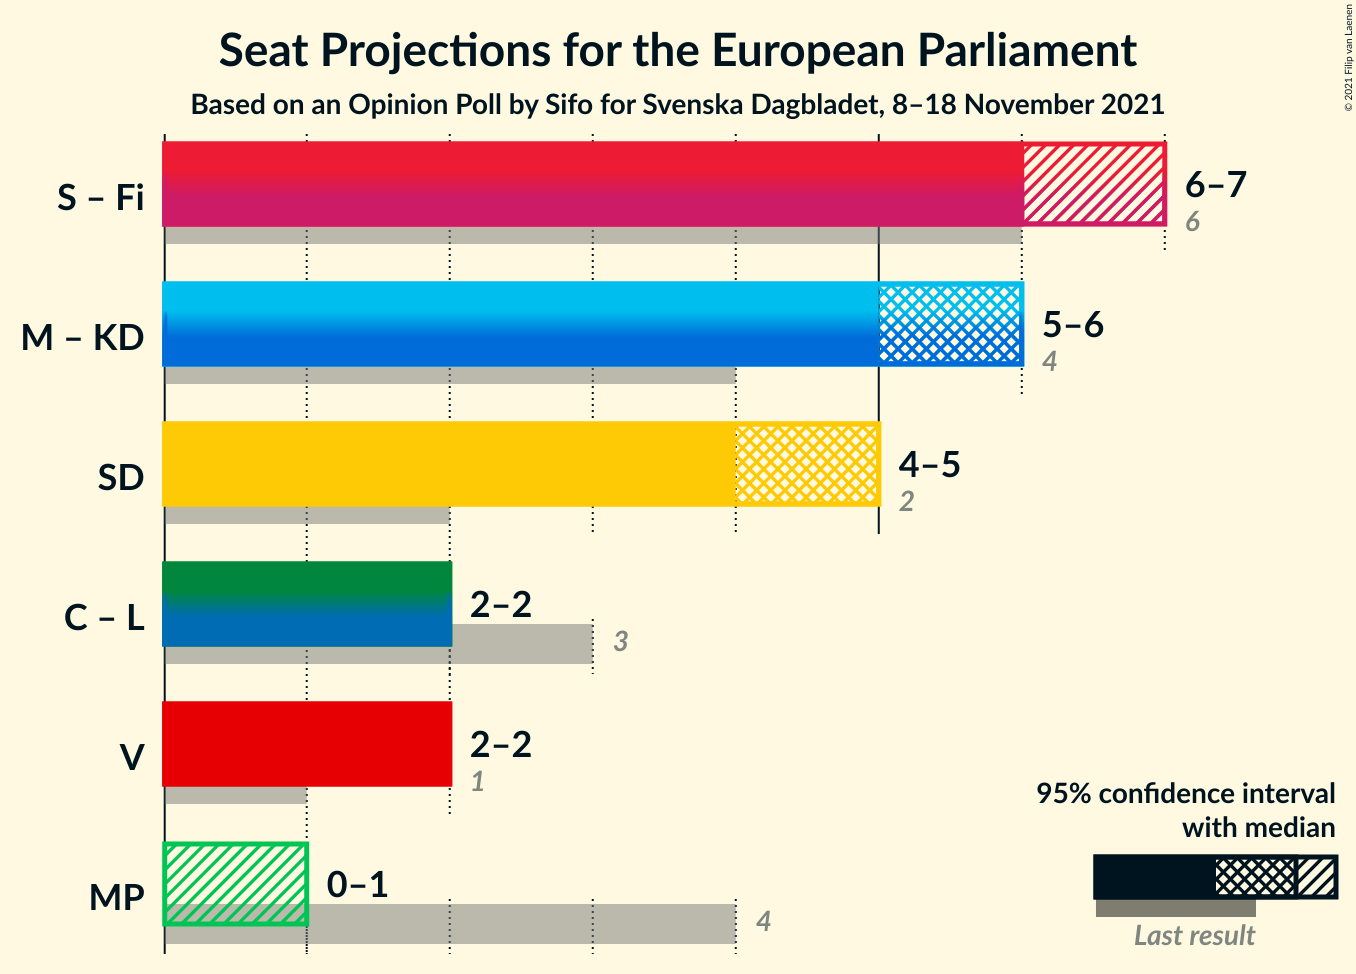 Seat Projections for the European Parliament
Based on an Opinion Poll by Sifo for Svenska Dagbladet, 8–18 November 2021
© 2021 Filip van Laenen
S – Fi
6–7
6
M – KD
5–6
4
SD
4–5
2
C – L
2–2
3
V
2–2
1
MP
0–1
4
95% confidence interval
with median
Last result